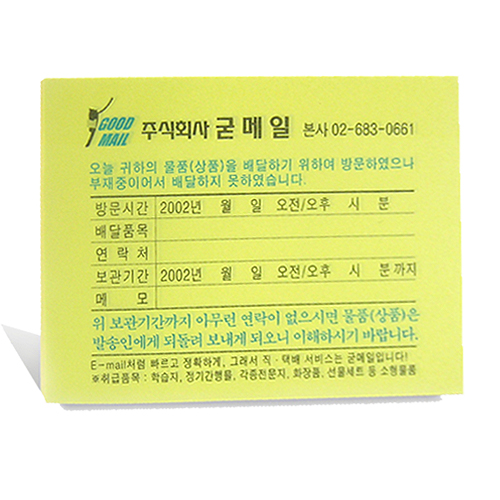 GOOD
MAIL
주식회사 굳메일 본사 02-683-0661
오늘 귀하의 물품(상품)을 배달하기 위하여 방문하였으나
부재중이어서 배달하지 못하였습니다.
방문시간 2002년 월 일 오전/오후 시 분
배달품목
연락처
보관기간 2002년 월 일 오전/오후 시 분까지
메모
위 보관기간까지 아무런 연락이 없으시면 물품(상품)은
발송인에게 되돌려 보내게 되오니 이해하시기 바랍니다.
E-mail처럼 빠르고 정확하게, 그래서 직·택배 서비스는 굳메일입니다!
※취급품목 : 학습지, 정기간행물, 각종전문지, 화장품, 선물세트 등 소형물품